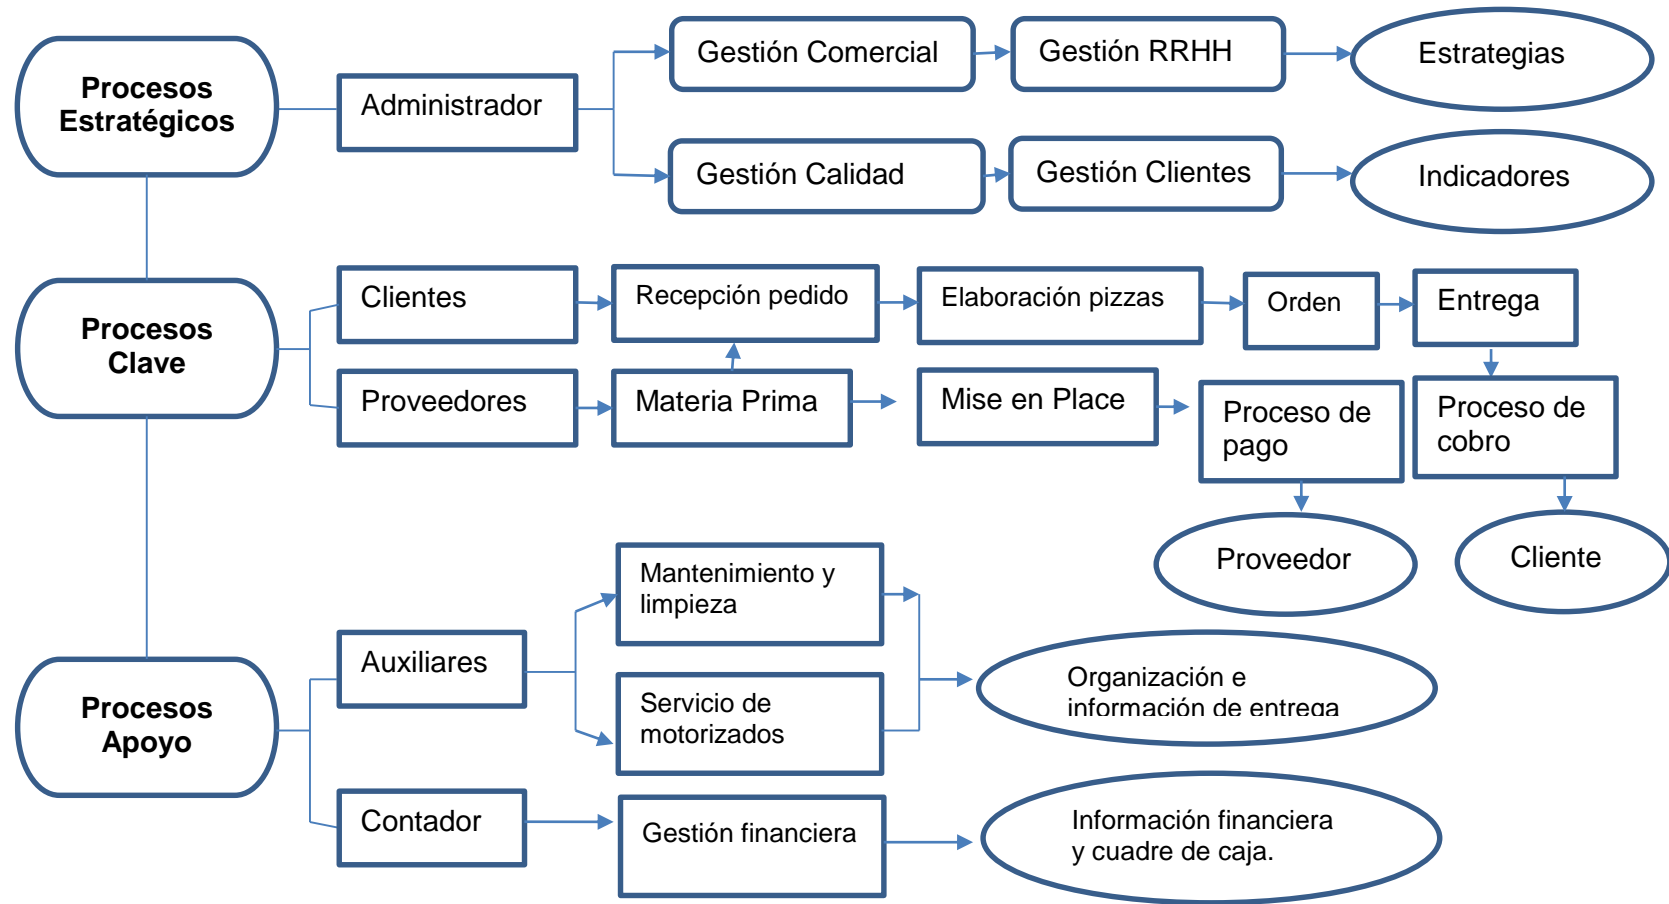 Procesos
Estratégicos
Administrador
Gestión Comercial
Gestión RRHH
Estrategias
Gestión Calidad
Gestión Clientes
Indicadores
Procesos
Clave
Clientes
Recepción pedido
Elaboración pizzas
Orden
Entrega
Proveedores
Materia Prima
Mise en Place
Proceso de
pago
Proceso de
cobro
Proveedor
Cliente
Procesos
Apoyo
Auxiliares
Mantenimiento y
limpieza
Servicio de
motorizados
Organización e
información de entrega
Contador
Gestión financiera
Información financiera
y cuadre de caja.